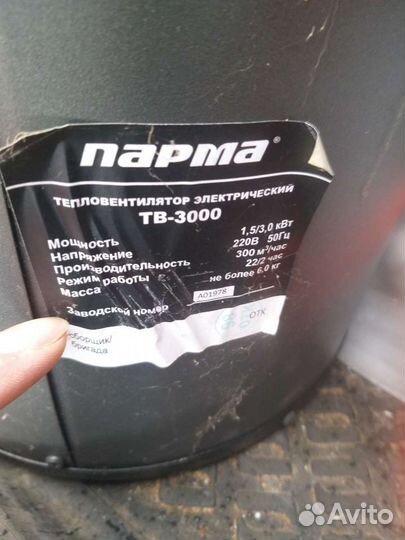 парма®
ТЕПЛОВЕНТИЛЯТОР ЭЛЕКТРИЧЕСКИЙ
ТВ-3000
Мощность 1,5/3,0 кВт
Напряжение 220В 50Гц
Производительность 300 м³/час
Режим работы 22/2 час
Масса не более 6.0 кг
Заводской номер А01978
сборщик/
бригада
ОТК
Avito